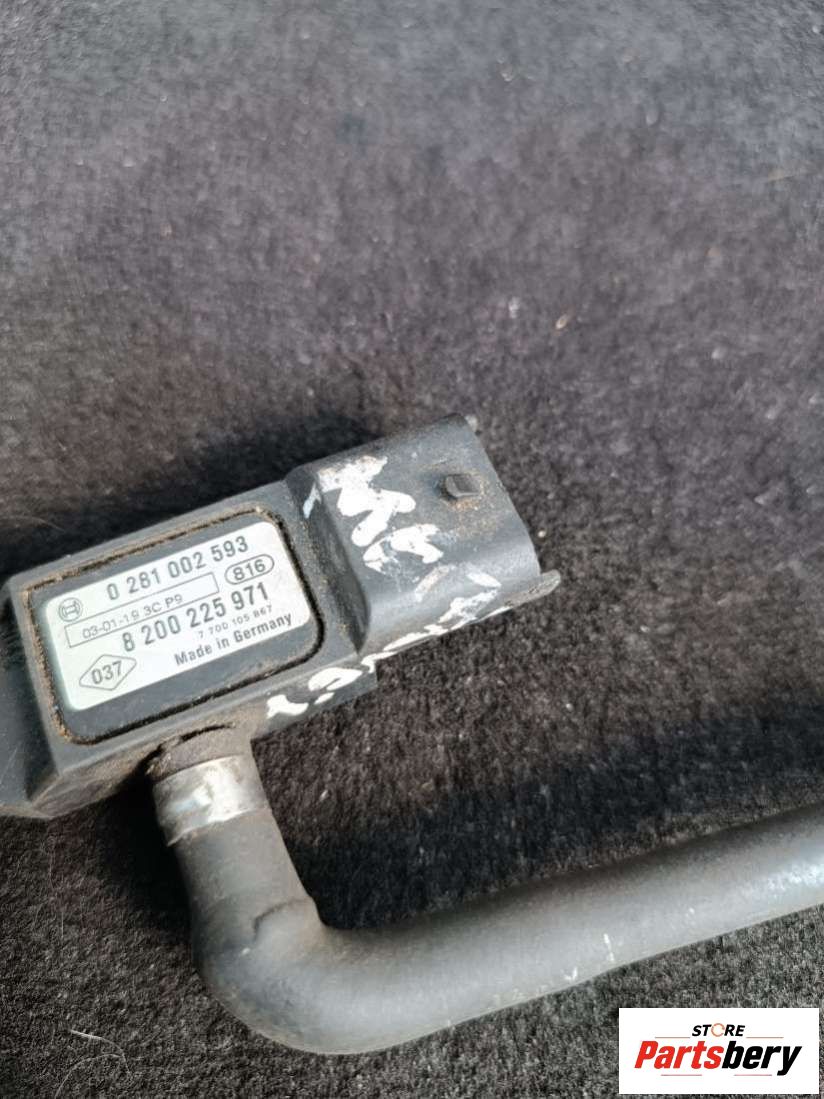 0 281 002 593
03-01-19 3C P9
816
8 200 225 971
7 700 105 867
037
Made in Germany
STORE
Partsbery